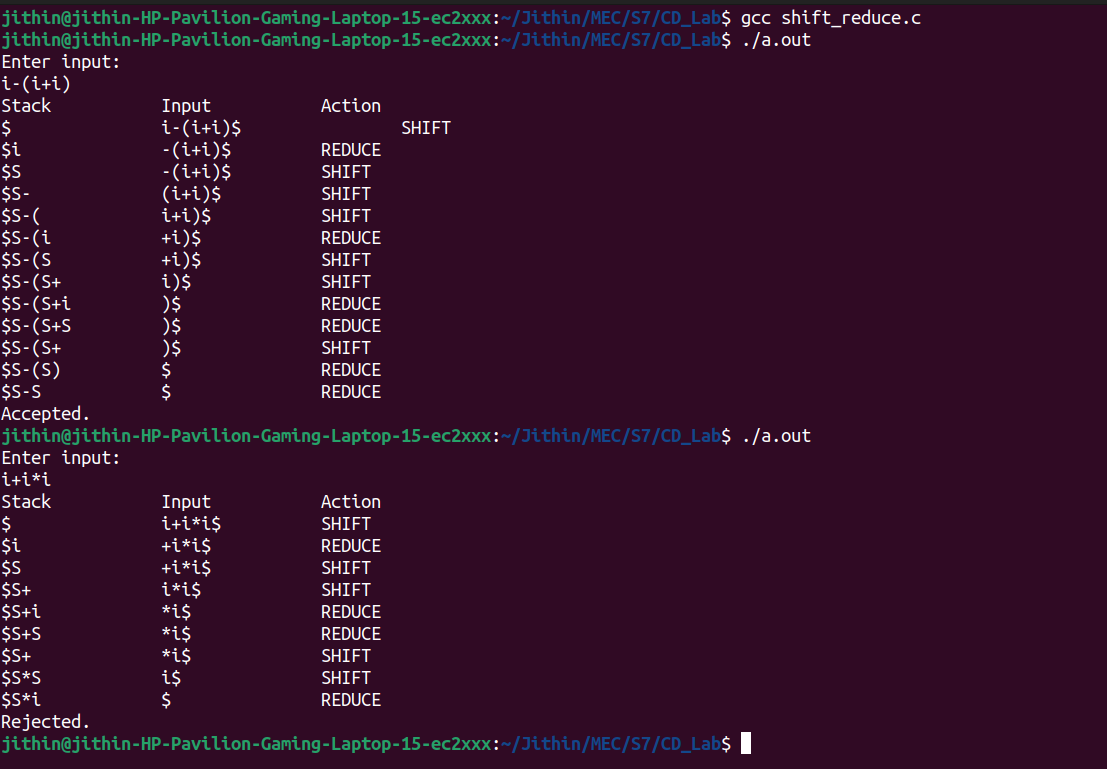 jithin@jithin-HP-Pavilion-Gaming-Laptop-15-ec2xxx:~/Jithin/MEC/S7/CD_Lab$ gcc shift_reduce.c
jithin@jithin-HP-Pavilion-Gaming-Laptop-15-ec2xxx:~/Jithin/MEC/S7/CD_Lab$ ./a.out
Enter input:
i-(i+i)
Stack           Input           Action
$               i-(i+i)$                SHIFT
$i              -(i+i)$         REDUCE
$S              -(i+i)$         SHIFT
$S-             (i+i)$          SHIFT
$S-(            i+i)$           SHIFT
$S-(i           +i)$            REDUCE
$S-(S           +i)$            SHIFT
$S-(S+          i)$             SHIFT
$S-(S+i         )$              REDUCE
$S-(S+S         )$              REDUCE
$S-(S+          )$              SHIFT
$S-(S)          $               REDUCE
$S-S            $               REDUCE
Accepted.
jithin@jithin-HP-Pavilion-Gaming-Laptop-15-ec2xxx:~/Jithin/MEC/S7/CD_Lab$ ./a.out
Enter input:
i+i*i
Stack           Input           Action
$               i+i*i$          SHIFT
$i              +i*i$           REDUCE
$S              +i*i$           SHIFT
$S+             i*i$            SHIFT
$S+i            *i$             REDUCE
$S+S            *i$             REDUCE
$S+             *i$             SHIFT
$S*S            i$              SHIFT
$S*i            $               REDUCE
Rejected.
jithin@jithin-HP-Pavilion-Gaming-Laptop-15-ec2xxx:~/Jithin/MEC/S7/CD_Lab$